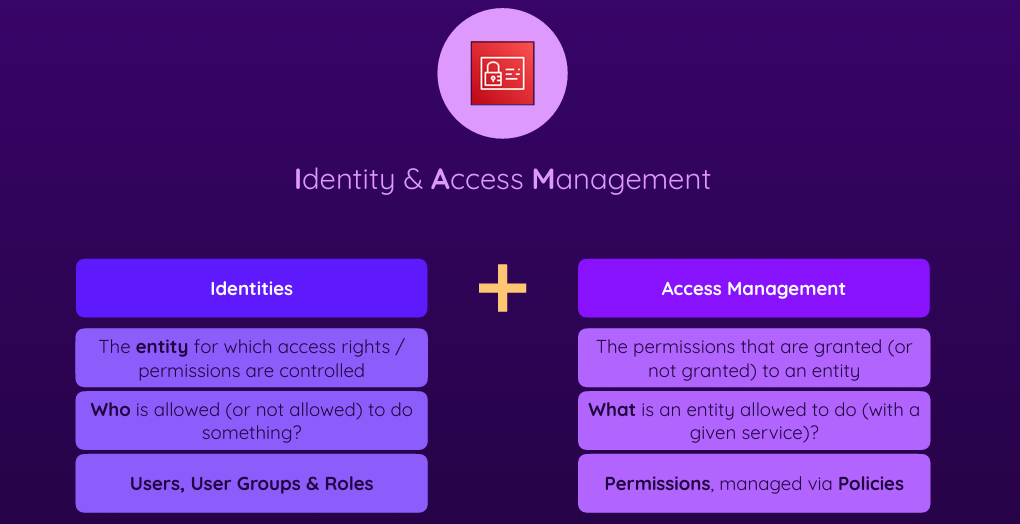 Identity & Access Management
Identities
The entity for which access rights /
permissions are controlled
Who is allowed (or not allowed) to do
something?
Users, User Groups & Roles
Access Management
The permissions that are granted (or
not granted) to an entity
What is an entity allowed to do (with a
given service)?
Permissions, managed via Policies